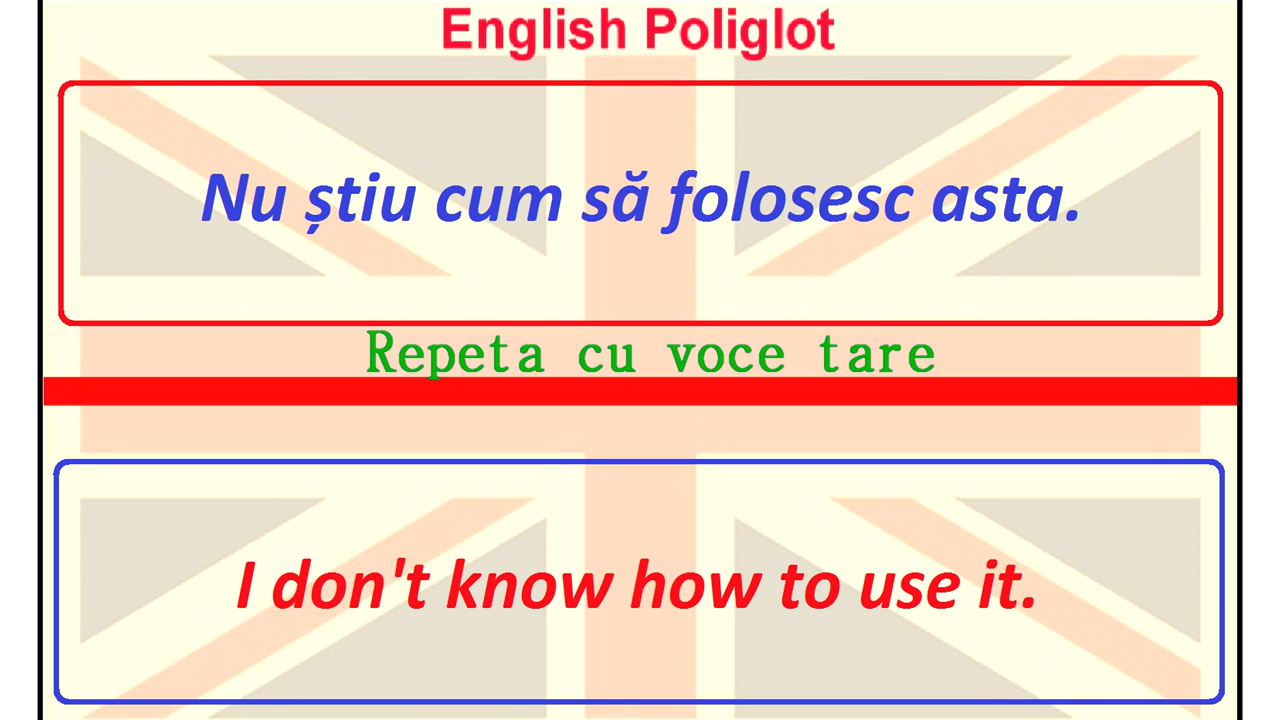 English Poliglot
Nu știu cum să folosesc asta.
Repeta cu voce tare
I don't know how to use it.